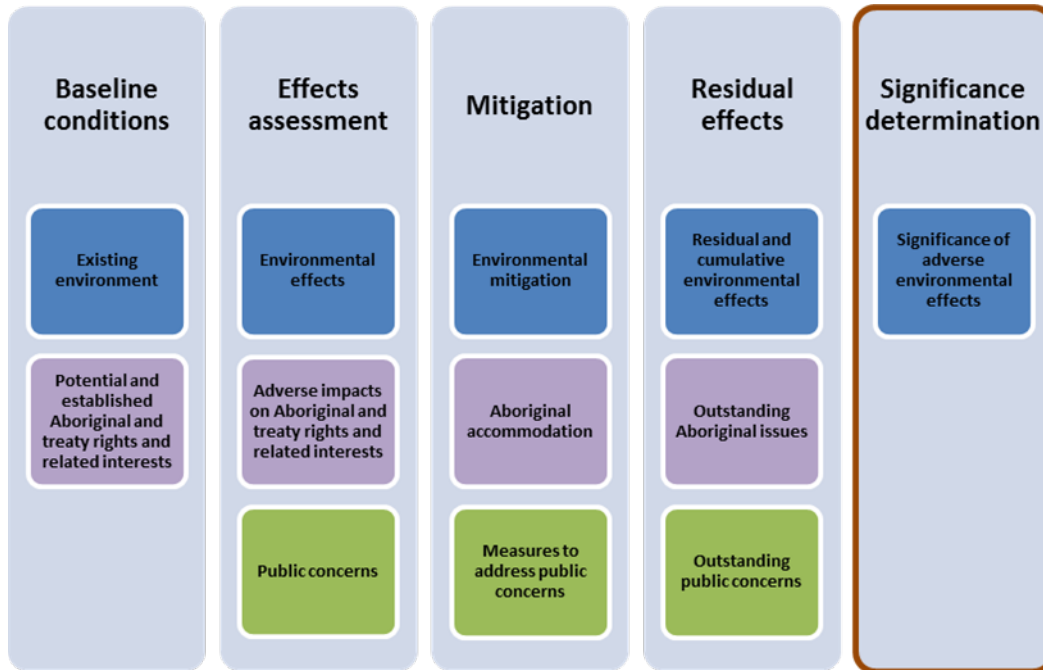 Baseline
conditions
Effects
assessment
Mitigation
Residual
effects
Significance
determination
Existing
environment
Environmental
effects
Environmental
mitigation
Residual and
cumulative
environmental
effects
Significance of
adverse
environmental
effects
Potential and
established
Aboriginal and
treaty rights and
related interests
Adverse impacts
on Aboriginal and
treaty rights and
related interests
Aboriginal
accommodation
Outstanding
Aboriginal issues
Public concerns
Measures to
address public
concerns
Outstanding
public concerns